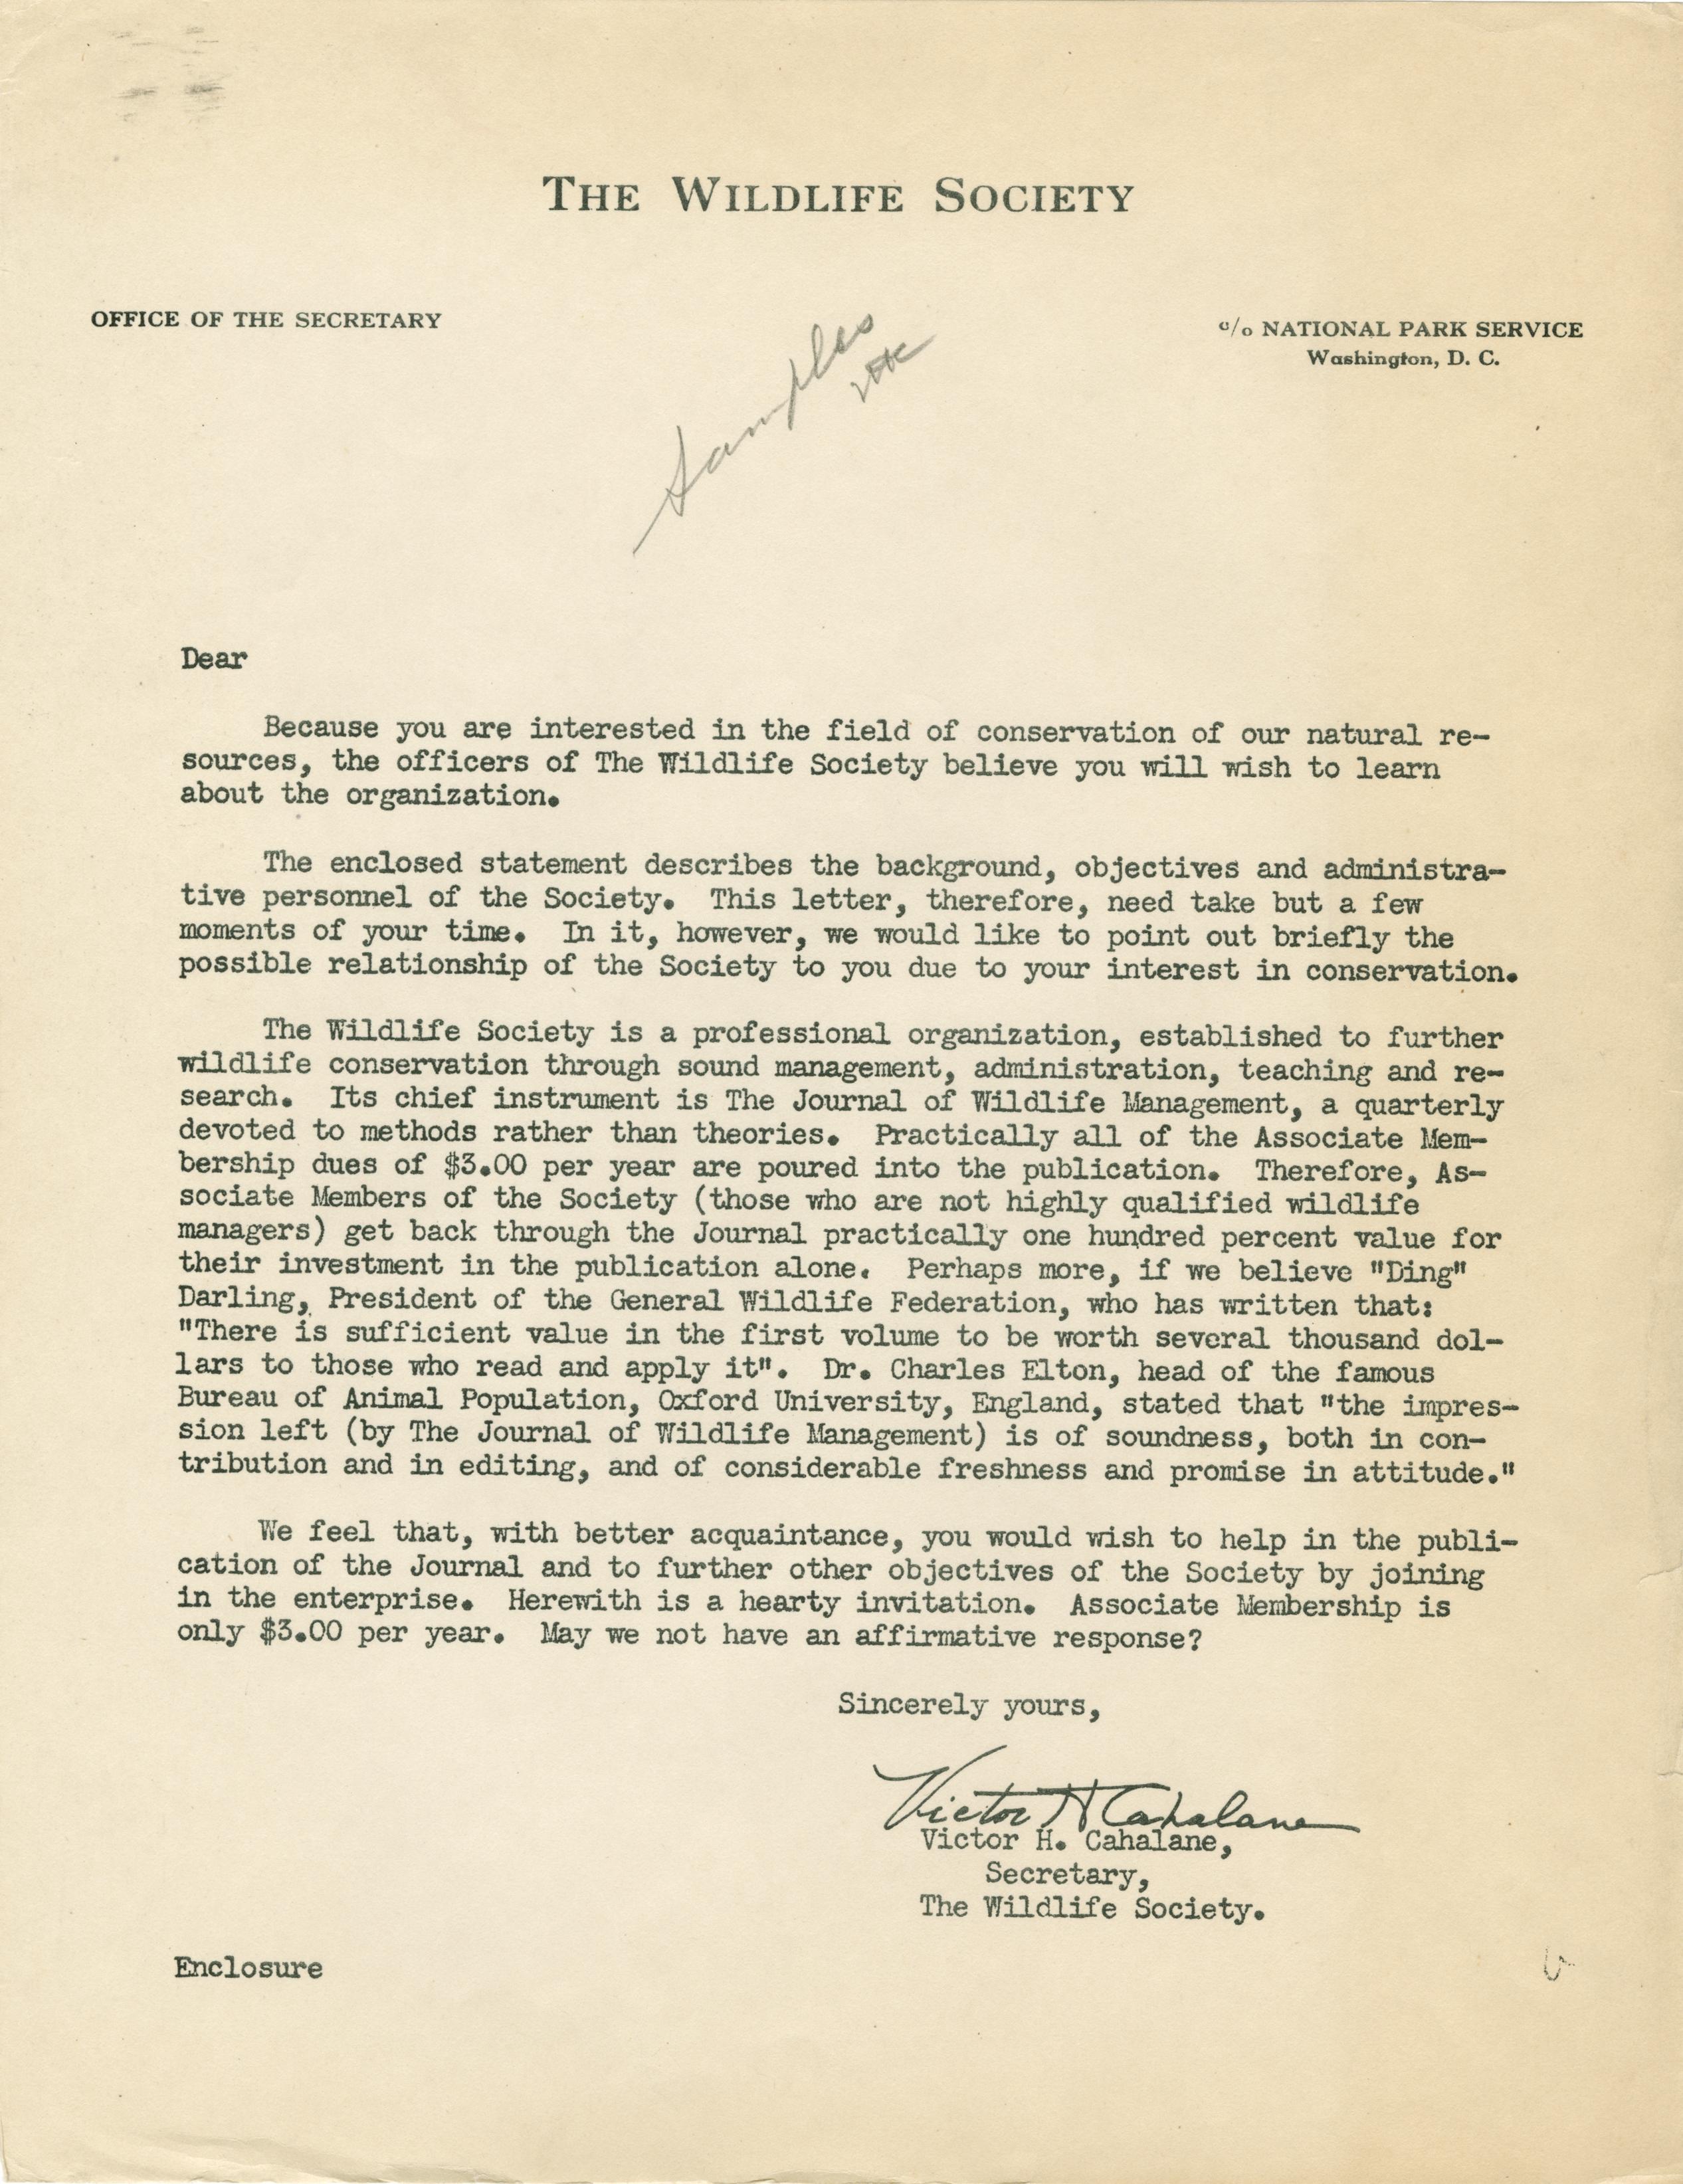 THE WILDLIFE SOCIETY
OFFICE OF THE SECRETARY
c/o NATIONAL PARK SERVICE
Washington, D. C.
Samples
Dear
Because you are interested in the field of conservation of our natural re-
sources, the officers of The Wildlife Society believe you will wish to learn
about the organization.
The enclosed statement describes the background, objectives and administra-
tive personnel of the Society. This letter, therefore, need take but a few
moments of your time. In it, however, we would like to point out briefly the
possible relationship of the Society to you due to your interest in conservation.
The Wildlife Society is a professional organization, established to further
wildlife conservation through sound management, administration, teaching and re-
search. Its chief instrument is The Journal of Wildlife Management, a quarterly
devoted to methods rather than theories. Practically all of the Associate Mem-
bership dues of $3.00 per year are poured into the publication. Therefore, As-
sociate Members of the Society (those who are not highly qualified wildlife
managers) get back through the Journal practically one hundred percent value for
their investment in the publication alone. Perhaps more, if we believe "Ding"
Darling, President of the General Wildlife Federation, who has written that:
"There is sufficient value in the first volume to be worth several thousand dol-
lars to those who read and apply it". Dr. Charles Elton, head of the famous
Bureau of Animal Population, Oxford University, England, stated that "the impres-
sion left (by The Journal of Wildlife Management) is of soundness, both in con-
tribution and in editing, and of considerable freshness and promise in attitude."
We feel that, with better acquaintance, you would wish to help in the publi-
cation of the Journal and to further other objectives of the Society by joining
in the enterprise. Herewith is a hearty invitation. Associate Membership is
only $3.00 per year. May we not have an affirmative response?
Sincerely yours,
Victor H Cahalane
Victor H. Cahalane,
Secretary,
The Wildlife Society.
Enclosure